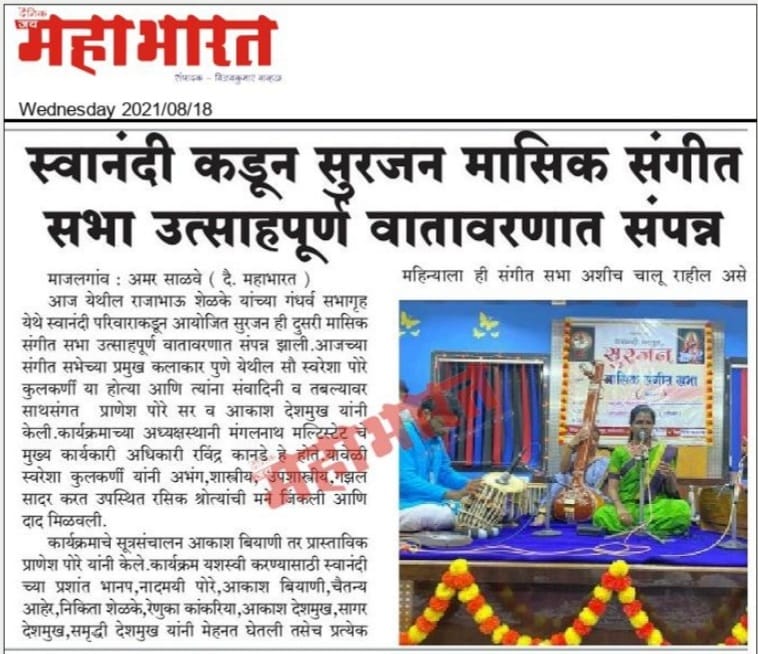 दैनिक
जय
महाभारत
संपादक - विजयकुमार वाव्हळ
Wednesday 2021/08/18
स्वानंदी कडून सुरजन मासिक संगीत
सभा उत्साहपूर्ण वातावरणात संपन्न
माजलगांव : अमर साळवे ( दै. महाभारत )
आज येथील राजाभाऊ शेळके यांच्या गंधर्व सभागृह
येथे स्वानंदी परिवाराकडून आयोजित सुरजन ही दुसरी मासिक
संगीत सभा उत्साहपूर्ण वातावरणात संपन्न झाली.आजच्या
संगीत सभेच्या प्रमुख कलाकार पुणे येथील सौ स्वरेशा पोरे
कुलकर्णी या होत्या आणि त्यांना संवादिनी व तबल्यावर
साथसंगत प्राणेश पोरे सर व आकाश देशमुख यांनी
केली.कार्यक्रमाच्या अध्यक्षस्थानी मंगलनाथ मल्टिस्टेट चे
मुख्य कार्यकारी अधिकारी रविंद्र कानडे हे होते.यावेळी
स्वरेशा कुलकर्णी यांनी अभंग,शास्त्रीय, उपशास्त्रीय,गझल
सादर करत उपस्थित रसिक श्रोत्यांची मने जिंकली आणि
दाद मिळवली.
कार्यक्रमाचे सूत्रसंचालन आकाश बियाणी तर प्रास्ताविक
प्राणेश पोरे यांनी केले.कार्यक्रम यशस्वी करण्यासाठी स्वानंदी
च्या प्रशांत भानप,नादमयी पोरे,आकाश बियाणी,चैतन्य
आहेर,निकिता शेळके,रेणुका कांकरिया,आकाश देशमुख,सागर
देशमुख,समृद्धी देशमुख यांनी मेहनत घेतली तसेच प्रत्येक
महिन्याला ही संगीत सभा अशीच चालू राहील असे
सुरजन
मासिक संगीत सभा
महाभारत